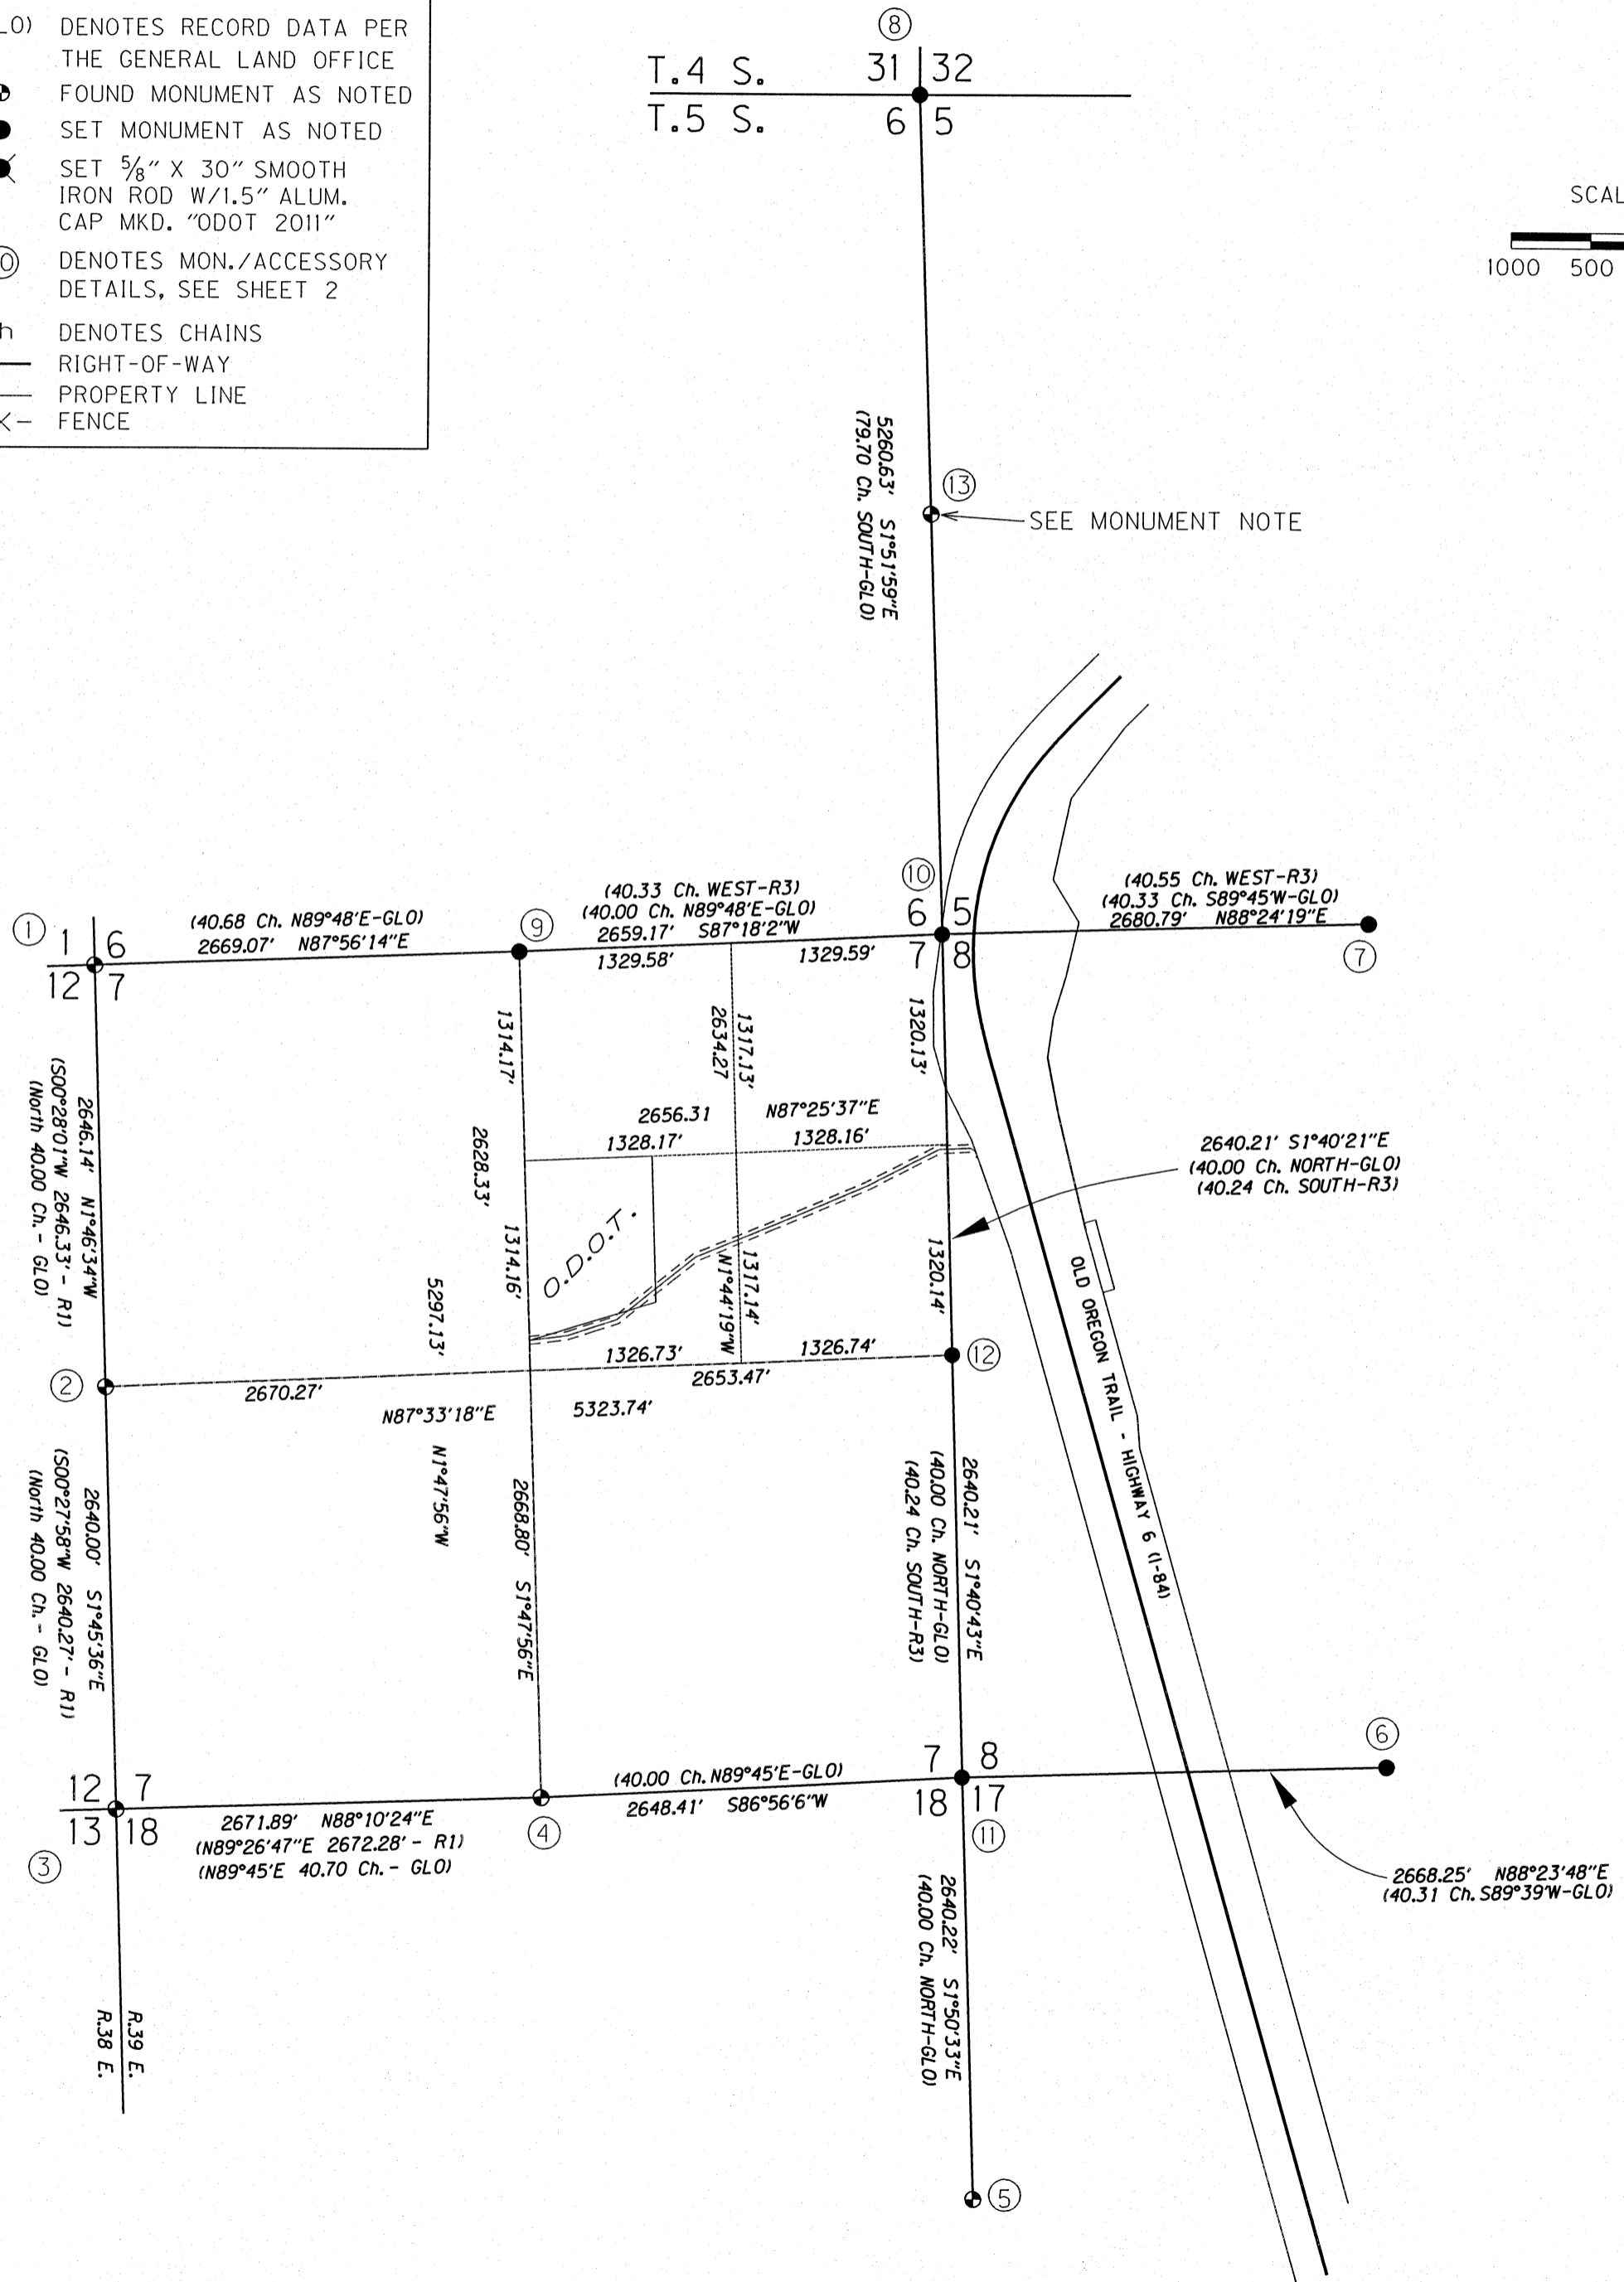 LO) DENOTES RECORD DATA PER
THE GENERAL LAND OFFICE
FOUND MONUMENT AS NOTED
SET MONUMENT AS NOTED
SET 5/8" X 30" SMOOTH
IRON ROD W/1.5" ALUM.
CAP MKD. "ODOT 2011"
DENOTES MON./ACCESSORY
DETAILS, SEE SHEET 2
DENOTES CHAINS
RIGHT-OF-WAY
PROPERTY LINE
FENCE
8
T.4 S. 31 32
T.5 S. 6 5
SCAL
1000 500
5260.63' S1°51'59"E
(79.70 Ch. SOUTH-GLO)
13
SEE MONUMENT NOTE
1
1 6
12 7
(40.68 Ch. N89°48'E-GLO)
2669.07' N87°56'14"E
9
(40.33 Ch. WEST-R3)
(40.00 Ch. N89°48'E-GLO)
2659.17' S87°18'2"W
1329.58' 1329.59'
10
6 5
7 8
(40.55 Ch. WEST-R3)
(40.33 Ch. S89°45'W-GLO)
2680.79' N88°24'19"E
7
2646.14' N1°46'34"W
(S00°28'01"W 2646.33' - R1)
(North 40.00 Ch. - GLO)
1314.17'
2628.33'
1314.16'
1317.13'
2634.27
1320.13'
2656.31 N87°25'37"E
1328.17' 1328.16'
2640.21' S1°40'21"E
(40.00 Ch. NORTH-GLO)
(40.24 Ch. SOUTH-R3)
O.D.O.T.
1317.14'
N1°44'19"W
1320.14'
5297.13'
N1°47'56"W
OLD OREGON TRAIL - HIGHWAY 6 (I-84)
2
1326.73' 1326.74'
12
2670.27' 2653.47'
N87°33'18"E 5323.74'
2640.00' S1°45'36"E
(S00°27'58"W 2640.27' - R1)
(North 40.00 Ch. - GLO)
2668.80' S1°47'56"E
2640.21' S1°40'43"E
(40.00 Ch. NORTH-GLO)
(40.24 Ch. SOUTH-R3)
12 7
13 18
3
2671.89' N88°10'24"E
(N89°26'47"E 2672.28' - R1)
(N89°45'E 40.70 Ch. - GLO)
4
(40.00 Ch. N89°45'E-GLO)
2648.41' S86°56'6"W
7 8
18 17
11
6
2668.25' N88°23'48"E
(40.31 Ch. S89°39'W-GLO)
2640.22' S1°50'33"E
(40.00 Ch. NORTH-GLO)
R.39 E.
R.38 E.
5